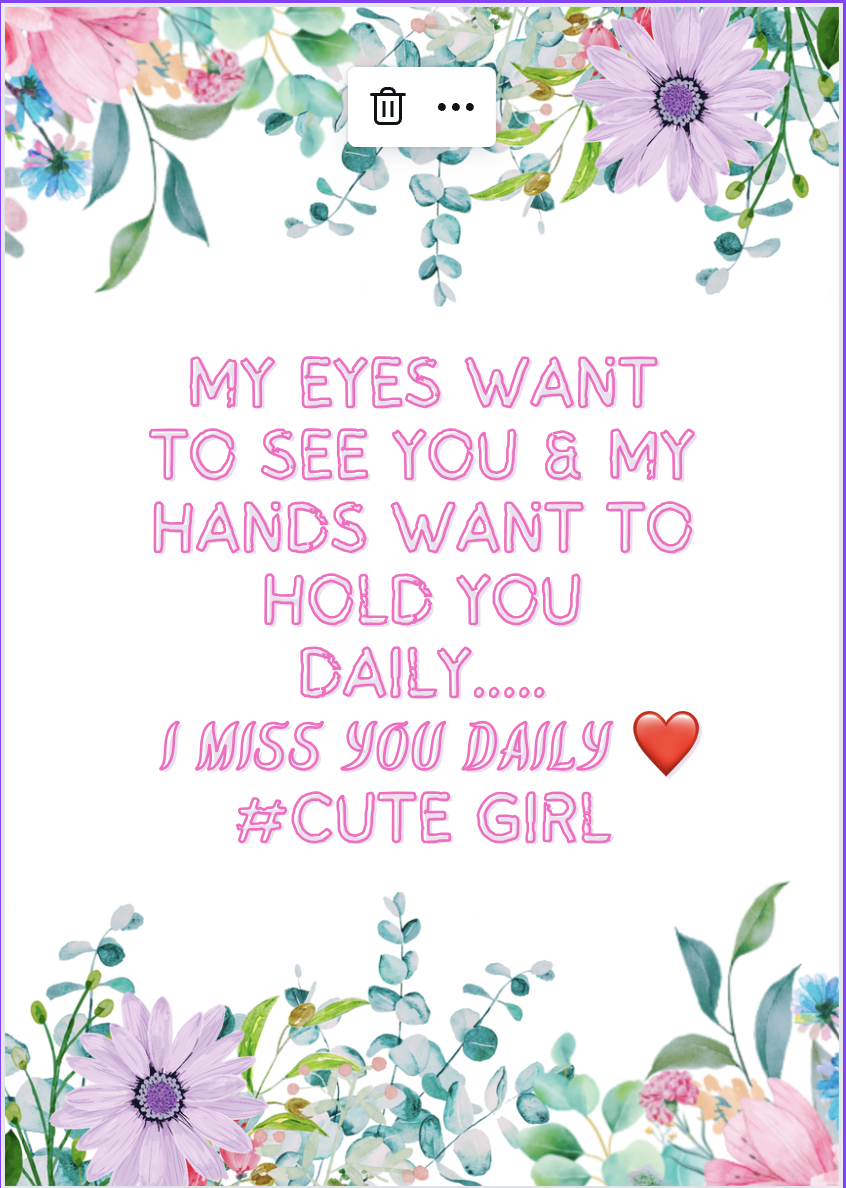 MY EYES WANT
TO SEE YOU & MY
HANDS WANT TO
HOLD YOU
DAILY.....
I MISS YOU DAILY ❤️
#CUTE GIRL